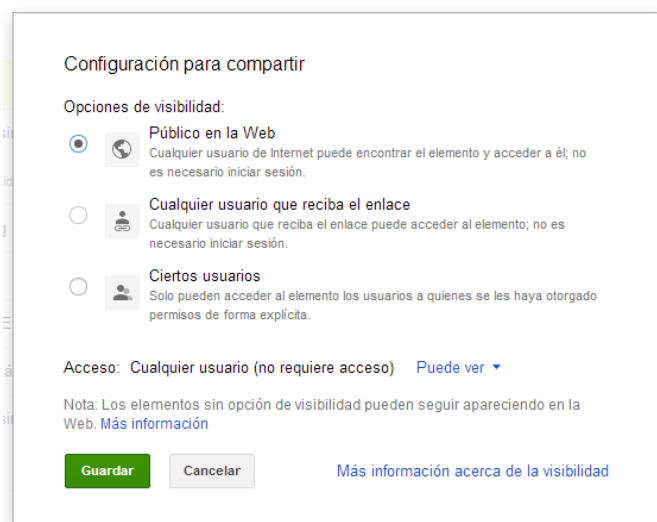 Configuración para compartir
Opciones de visibilidad:
Público en la Web
Cualquier usuario de Internet puede encontrar el elemento y acceder a él; no
es necesario iniciar sesión.
Cualquier usuario que reciba el enlace
Cualquier usuario que reciba el enlace puede acceder al elemento; no es
necesario iniciar sesión.
Ciertos usuarios
Solo pueden acceder al elemento los usuarios a quienes se les haya otorgado
permisos de forma explícita.
Acceso: Cualquier usuario (no requiere acceso) Puede ver
Nota: Los elementos sin opción de visibilidad pueden seguir apareciendo en la
Web. Más información
Guardar Cancelar Más información acerca de la visibilidad